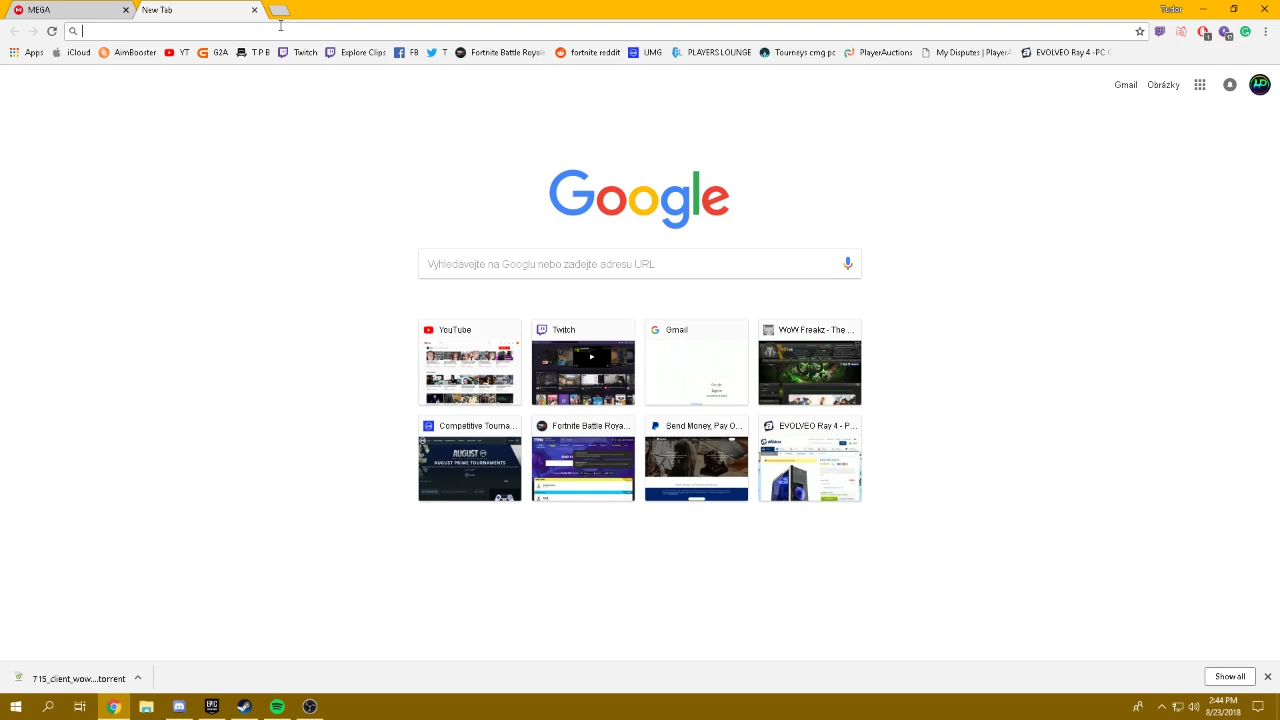 MEGA
New Tab
Tudor
Apps
iCloud
AimBooster
YT
G2A
T P B
Twitch
Explore Clips
FB
T
Fortnite Battle Royale
fortnite reddit
UMG
PLAYERS LOUNGE
Tourneys cmg pc
PlayerAuctions
My Disputes | PlayerA
EVOLVEO Ray 4 -PC
Gmail
Obrázky
Google
Vyhledávejte na Googlu nebo zadejte adresu URL
YouTube
Twitch
Gmail
WoW Freakz - The ...
Competitive Tourna...
Fortnite Battle Roya...
Send Money, Pay O...
EVOLVEO Ray 4 - P...
AUGUST
AUGUST PRIME TOURNAMENTS
715_client_wow....torrent
Show all
2:44 PM
8/23/2018